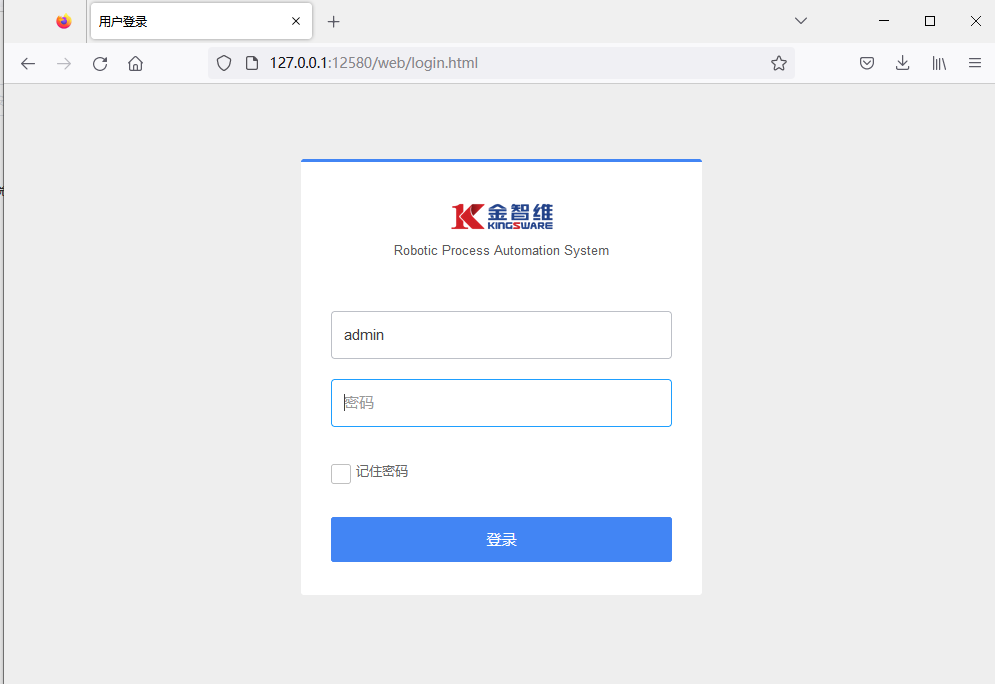 用户登录
127.0.0.1:12580/web/login.html
金智维
KINGSWARE
Robotic Process Automation System
admin
密码
记住密码
登录